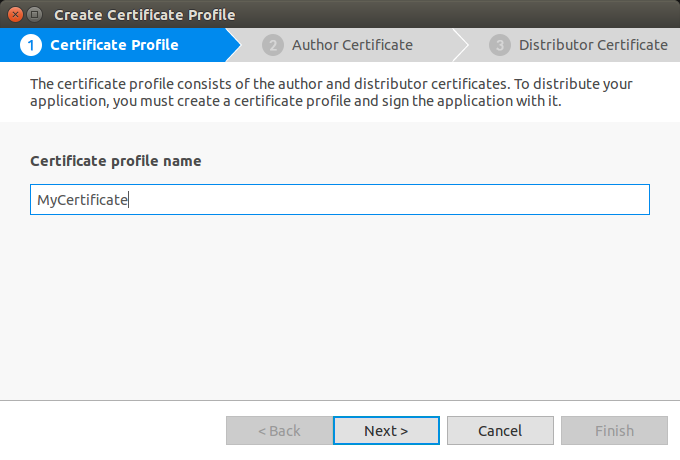 Create Certificate Profile
1 Certificate Profile 2 Author Certificate 3 Distributor Certificate
The certificate profile consists of the author and distributor certificates. To distribute your
application, you must create a certificate profile and sign the application with it.
Certificate profile name
MyCertificate
< Back Next > Cancel Finish